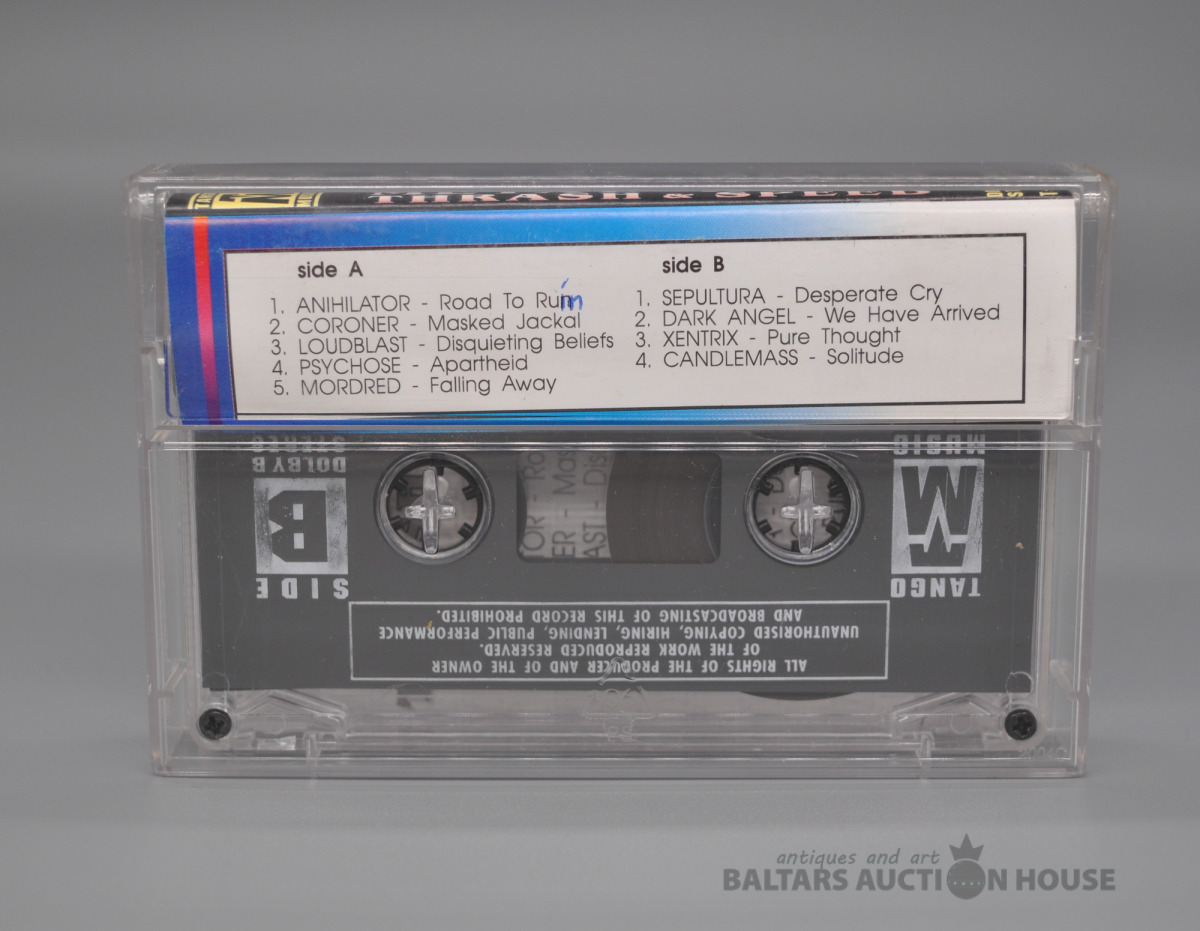 THRASH & SPEED
side A
1. ANIHILATOR - Road To Ruin
2. CORONER - Masked Jackal
3. LOUDBLAST - Disquieting Beliefs
4. PSYCHOSE - Apartheid
5. MORDRED - Falling Away
side B
1. SEPULTURA - Desperate Cry
2. DARK ANGEL - We Have Arrived
3. XENTRIX - Pure Thought
4. CANDLEMASS - Solitude
TANGO
MUSIC
SIDE
B
DOLBY B
STEREO
ALL RIGHTS OF THE PRODUCER AND OF THE OWNER
OF THE WORK REPRODUCED RESERVED.
UNAUTHORISED COPYING, HIRING, LENDING, PUBLIC PERFORMANCE
AND BROADCASTING OF THIS RECORD PROHIBITED.
antiques and art
BALTARS AUCTION HOUSE